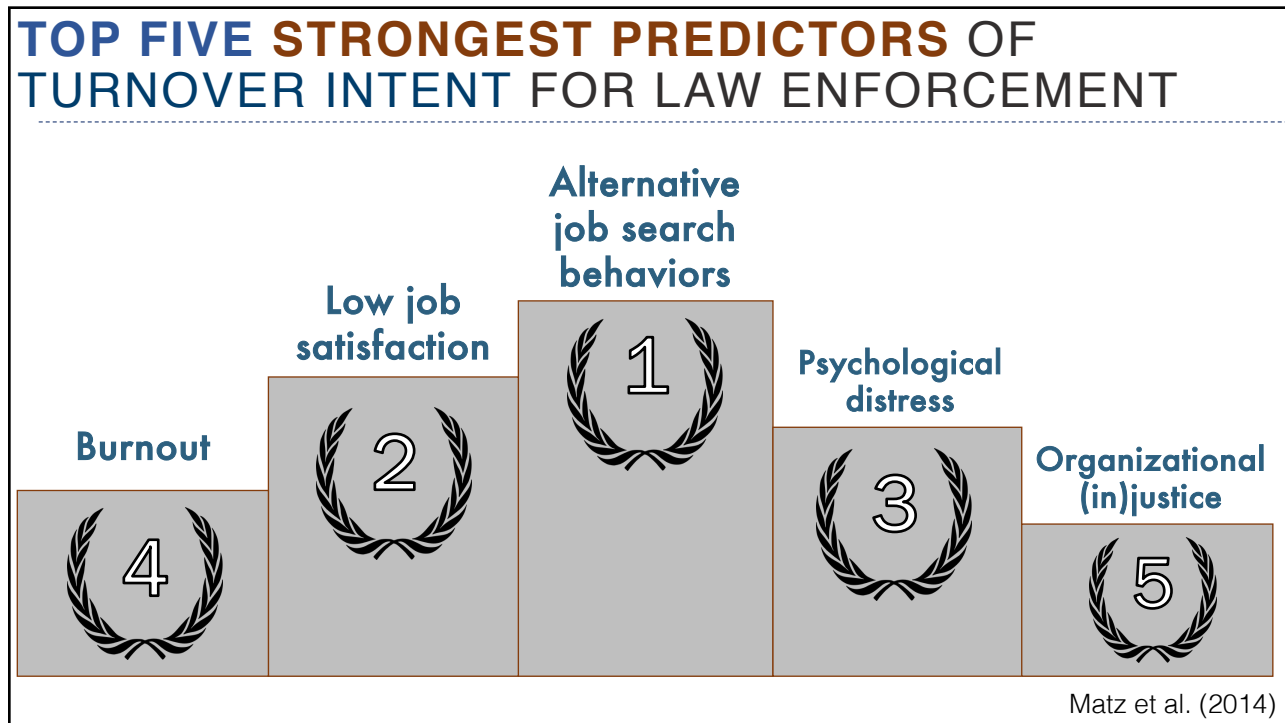 TOP FIVE STRONGEST PREDICTORS OF
TURNOVER INTENT FOR LAW ENFORCEMENT
Alternative
job search
behaviors
1
Low job
satisfaction
2
Psychological
distress
3
Burnout
4
Organizational
(in)justice
5
Matz et al. (2014)